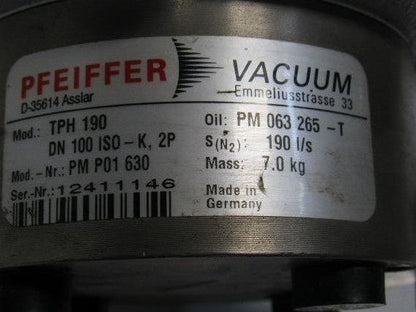 PFEIFFER VACUUM
D-35614 Asslar Emmeliusstrasse 33
Mod.: TPH 190 Oil: PM 063 265 -T
DN 100 ISO-K, 2P S(N₂): 190 l/s
Mod.-Nr.: PM P01 630 Mass: 7.0 kg
Ser.-Nr.: 12411146 Made in
Germany